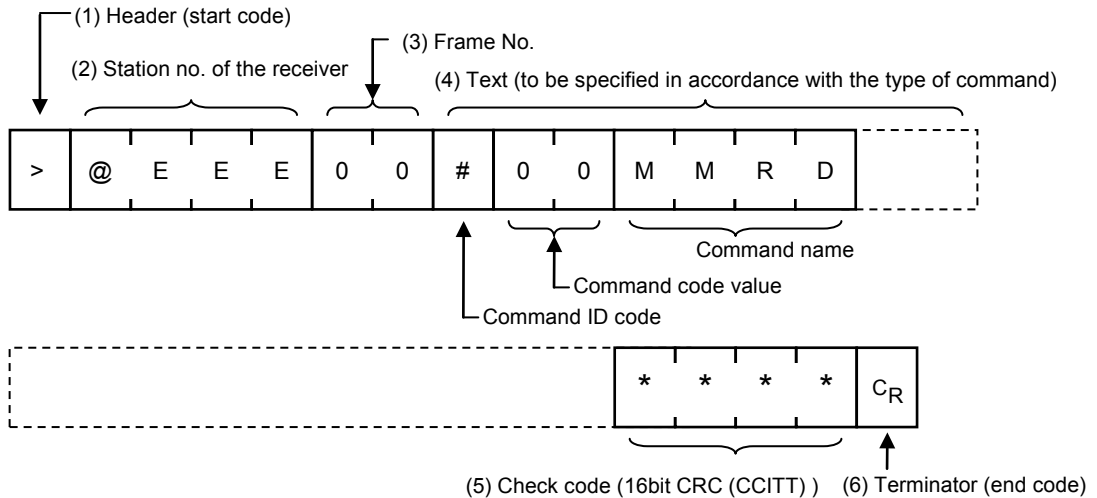 (1) Header (start code)
(3) Frame No.
(2) Station no. of the receiver
(4) Text (to be specified in accordance with the type of command)
> @ E E E 0 0 # 0 0 M M R D
Command name
Command code value
Command ID code
* * * * CR
(5) Check code (16bit CRC (CCITT) ) (6) Terminator (end code)